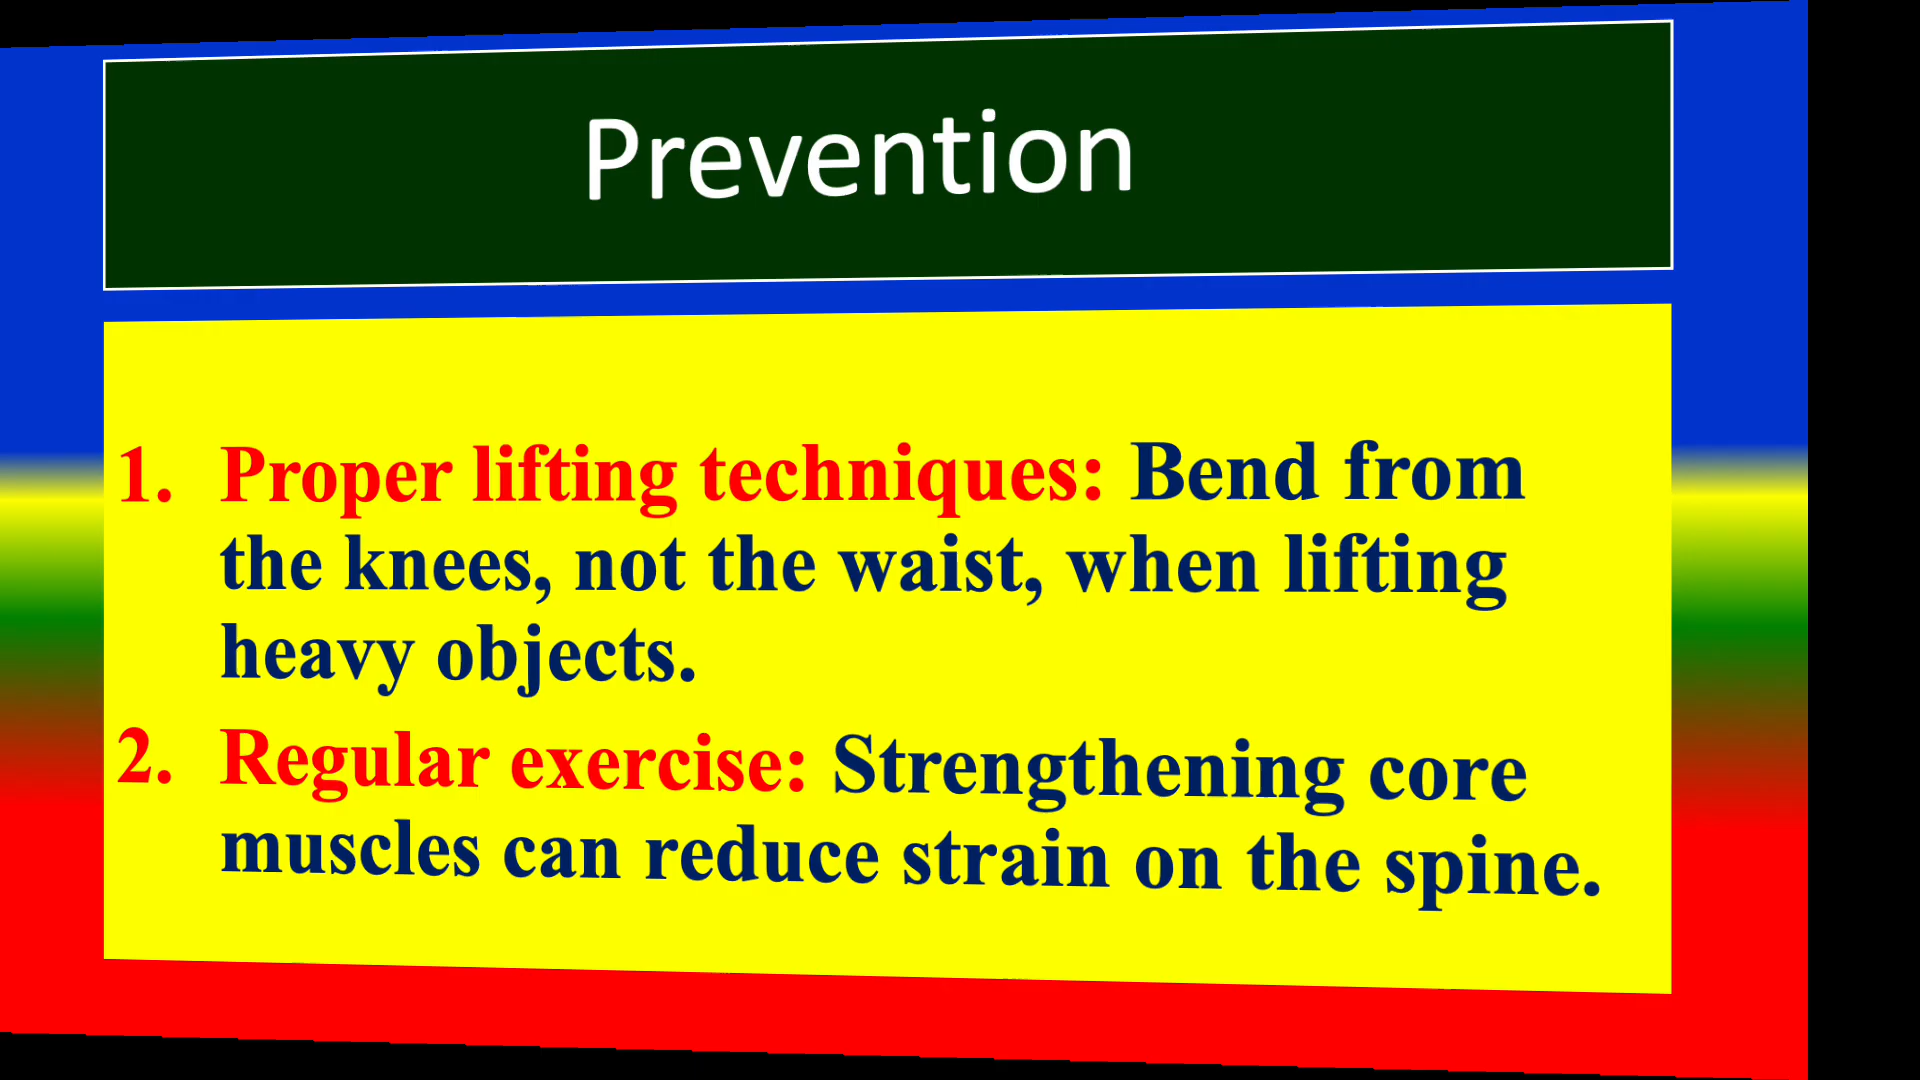 Prevention
1. Proper lifting techniques: Bend from
the knees, not the waist, when lifting
heavy objects.
2. Regular exercise: Strengthening core
muscles can reduce strain on the spine.